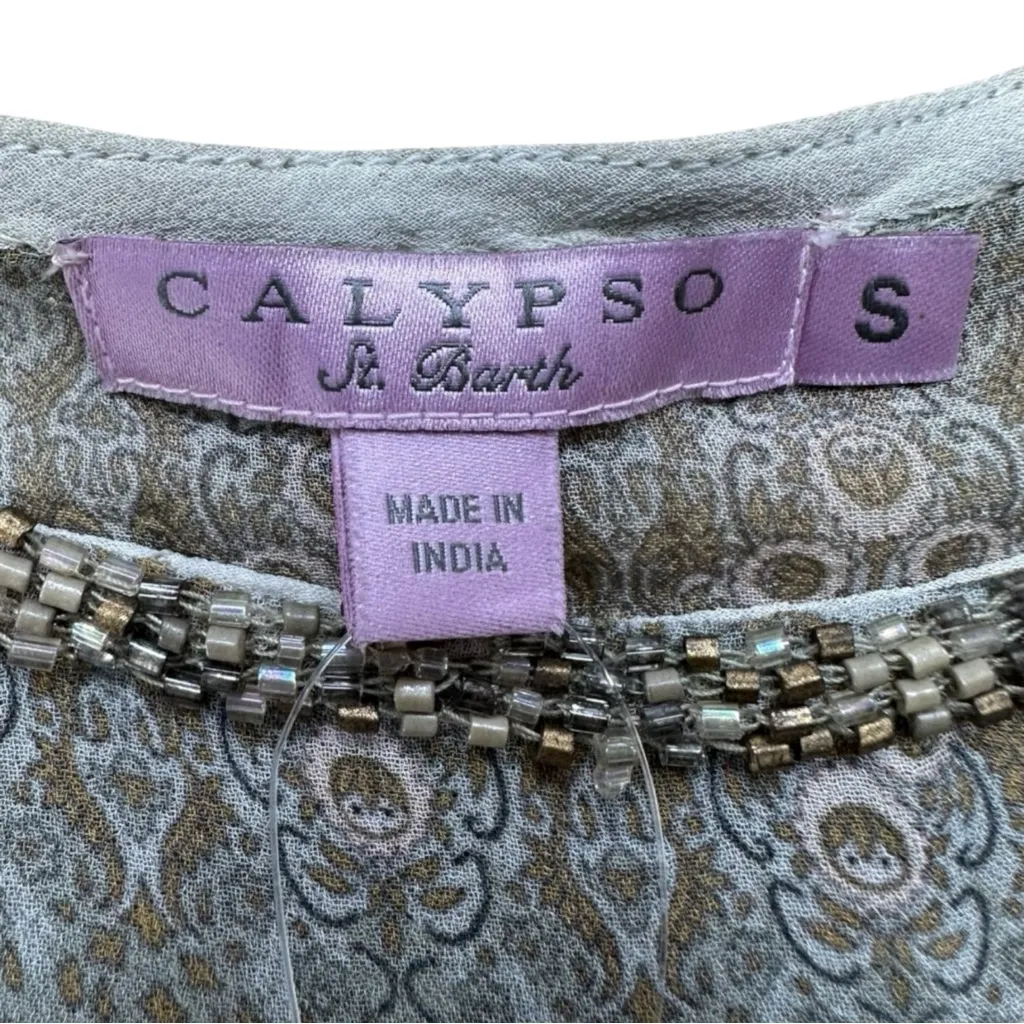 CALYPSO
St. Barth
S
MADE IN
INDIA